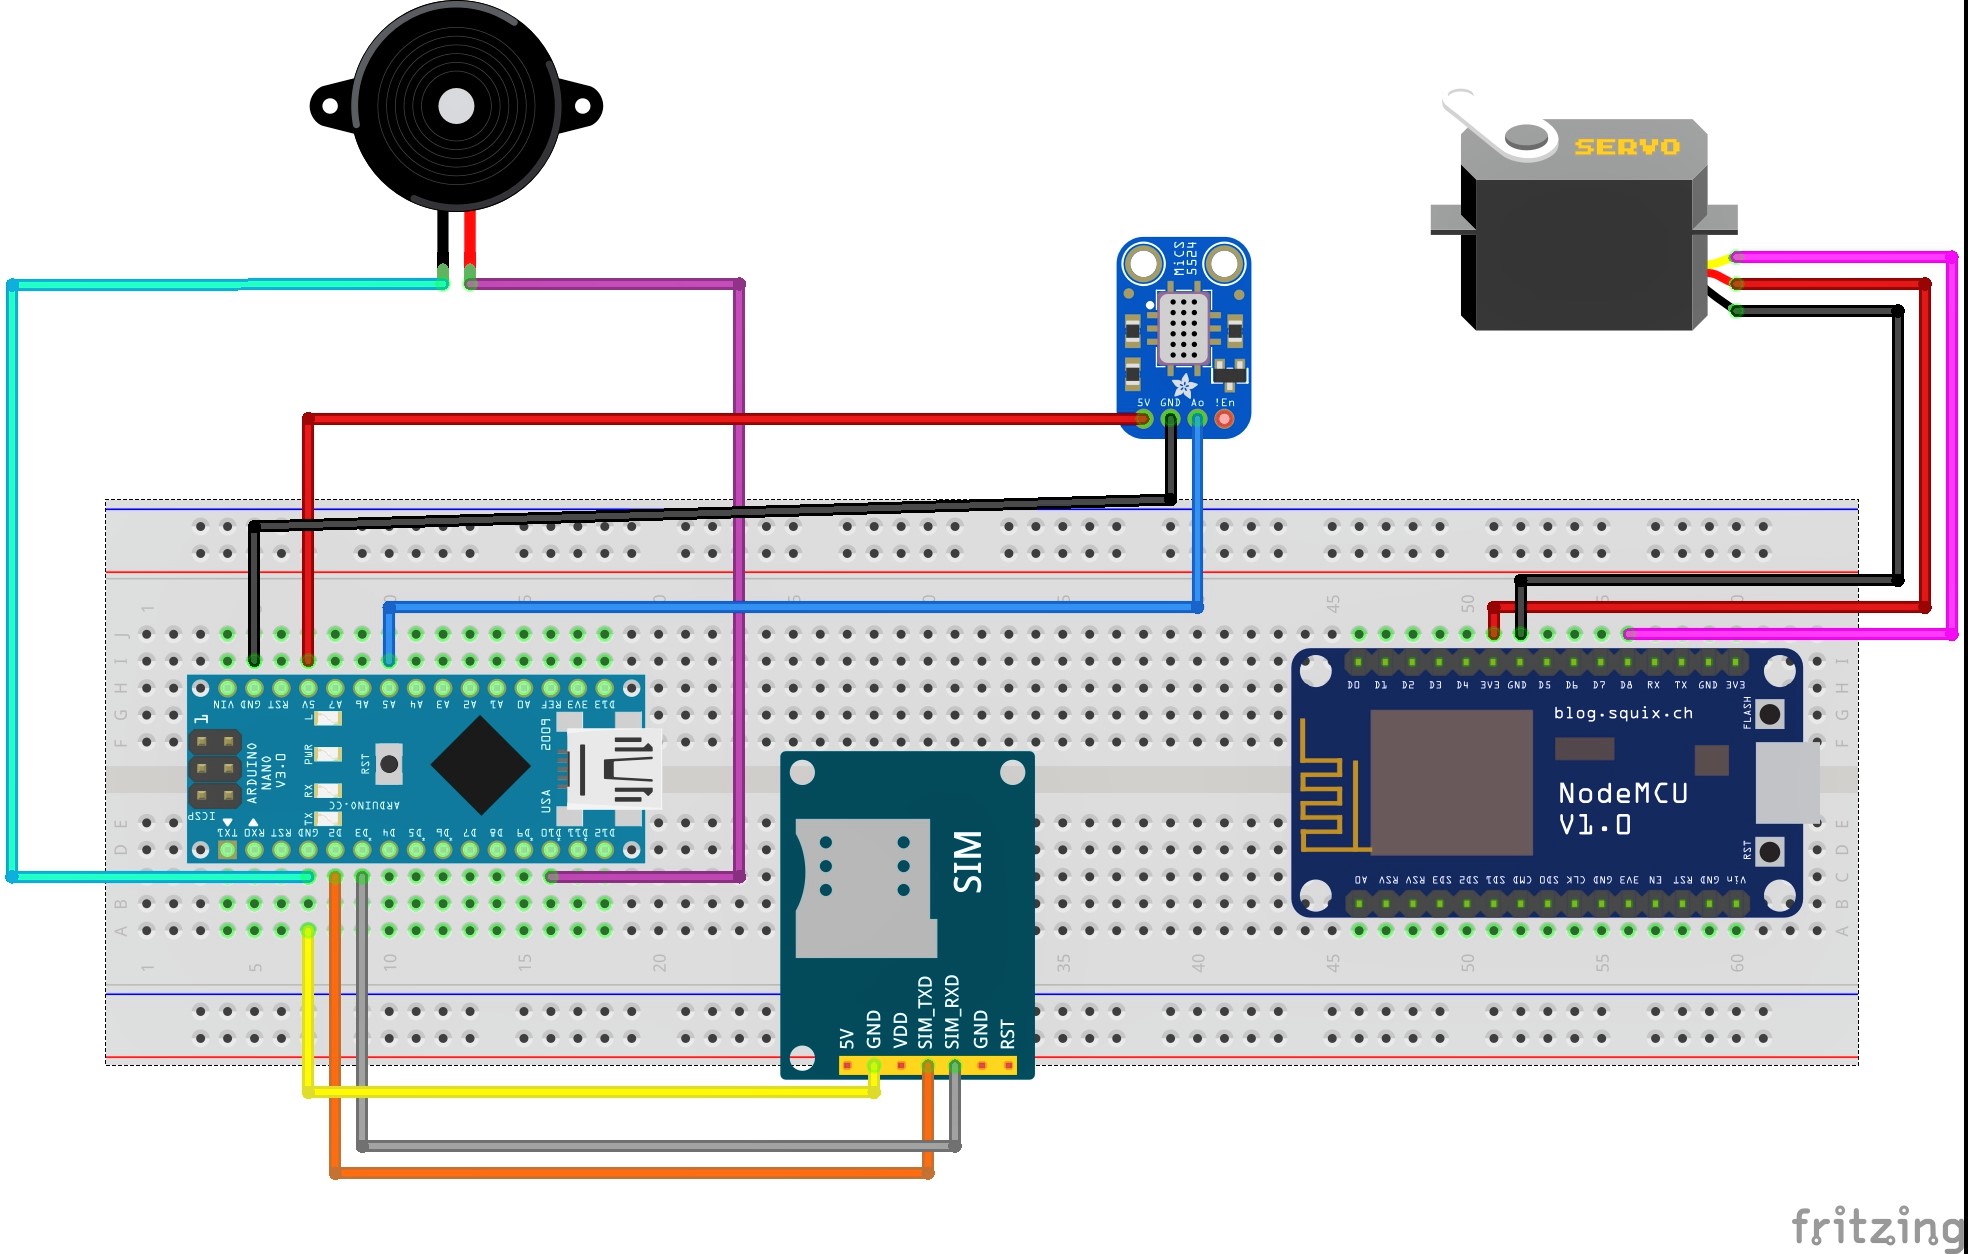 SERVO
MiCS
5524
5V GND Ao !En
1 5 10 15 20 35 40 45 50 55 60
J
I
H
G
F
E
D
C
B
A
VIN GND RST 5V A7 A6 A5 A4 A3 A2 A1 A0 REF 3V3 D13
L
PWR
RX
TX
RST
ARDUINO
NANO
V3.0
ARDUINO.CC
ICSP
1
USA
TX1 RX0 RST GND D2 D3 D4 D5 D6 D7 D8 D9 D10 D11 D12
SIM
5V
GND
VDD
SIM_TXD
SIM_RXD
GND
RST
D0 D1 D2 D3 D4 3V3 GND D5 D6 D7 D8 RX TX GND 3V3
blog.squix.ch
FLASH
NodeMCU
V1.0
RST
A0 RSV RSV SD3 SD2 SD1 CMD SD0 CLK GND 3V3 EN RST GND Vin
fritzing